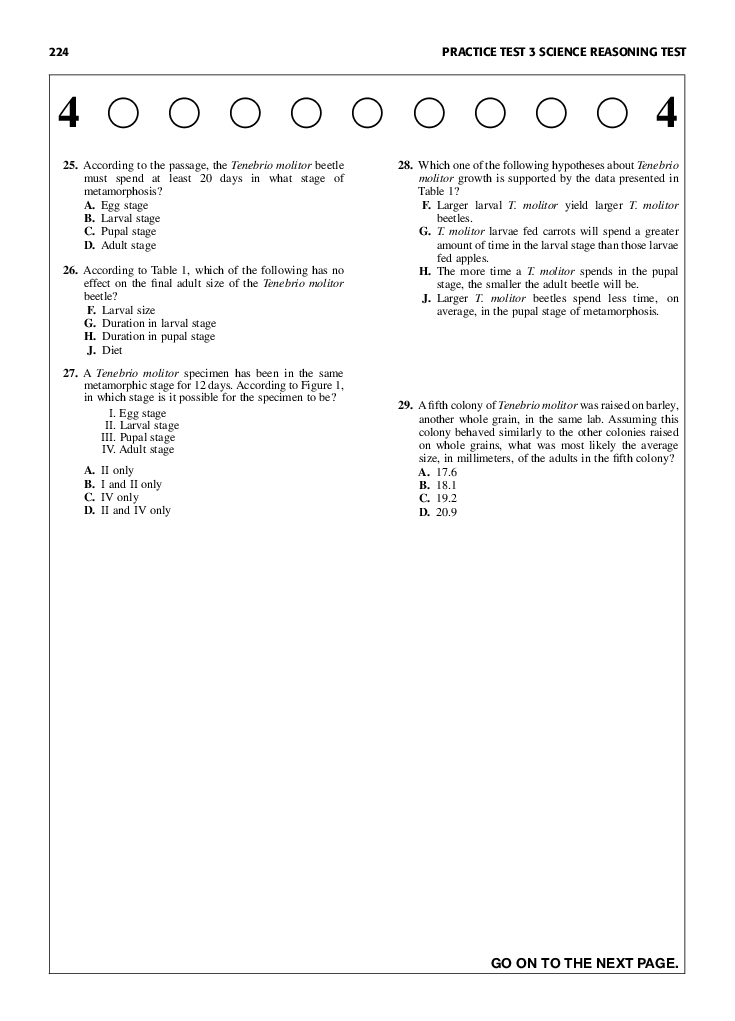 224
PRACTICE TEST 3 SCIENCE REASONING TEST
4
4
25. According to the passage, the Tenebrio molitor beetle
must spend at least 20 days in what stage of
metamorphosis?
A. Egg stage
B. Larval stage
C. Pupal stage
D. Adult stage
26. According to Table 1, which of the following has no
effect on the final adult size of the Tenebrio molitor
beetle?
F. Larval size
G. Duration in larval stage
H. Duration in pupal stage
J. Diet
27. A Tenebrio molitor specimen has been in the same
metamorphic stage for 12 days. According to Figure 1,
in which stage is it possible for the specimen to be?
I. Egg stage
II. Larval stage
III. Pupal stage
IV. Adult stage
A. II only
B. I and II only
C. IV only
D. II and IV only
28. Which one of the following hypotheses about Tenebrio
molitor growth is supported by the data presented in
Table 1?
F. Larger larval T. molitor yield larger T. molitor
beetles.
G. T. molitor larvae fed carrots will spend a greater
amount of time in the larval stage than those larvae
fed apples.
H. The more time a T. molitor spends in the pupal
stage, the smaller the adult beetle will be.
J. Larger T. molitor beetles spend less time, on
average, in the pupal stage of metamorphosis.
29. A fifth colony of Tenebrio molitor was raised on barley,
another whole grain, in the same lab. Assuming this
colony behaved similarly to the other colonies raised
on whole grains, what was most likely the average
size, in millimeters, of the adults in the fifth colony?
A. 17.6
B. 18.1
C. 19.2
D. 20.9
GO ON TO THE NEXT PAGE.